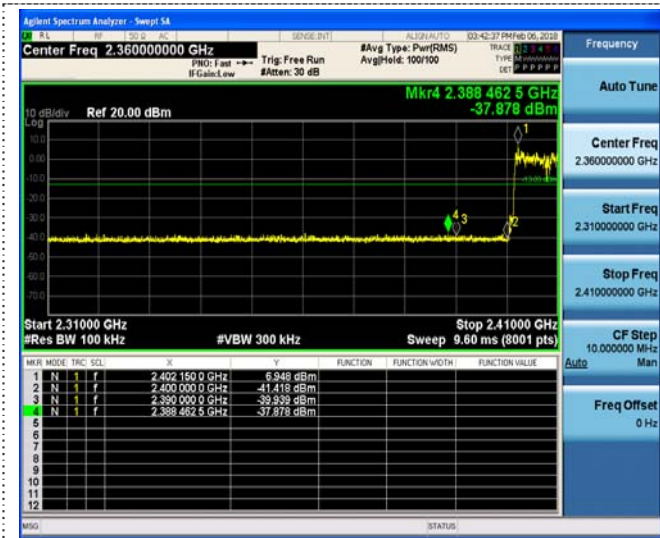 Agilent Spectrum Analyzer - Swept SA
RL RF 50 Ω AC SENSE:INT ALIGN AUTO 03:42:37 PM Feb 06, 2018
Center Freq 2.360000000 GHz #Avg Type: Pwr(RMS) TRACE 1 2 3 4 5 6
PNO: Fast Trig: Free Run Avg|Hold: 100/100 TYPE
IFGain:Low #Atten: 30 dB DET P P P P P P
Mkr4 2.388 462 5 GHz
-37.878 dBm
10 dB/div Ref 20.00 dBm
Log
1
10.0
0.00
-10.0
-13.00 dBm
-20.0
-30.0
4 3 2
-40.0
-50.0
-60.0
-70.0
Start 2.31000 GHz Stop 2.41000 GHz
#Res BW 100 kHz #VBW 300 kHz Sweep 9.60 ms (8001 pts)
MKR MODE TRC SCL X Y FUNCTION FUNCTION WIDTH FUNCTION VALUE
1 N 1 f 2.402 150 0 GHz 6.948 dBm
2 N 1 f 2.400 000 0 GHz -41.418 dBm
3 N 1 f 2.390 000 0 GHz -39.939 dBm
4 N 1 f 2.388 462 5 GHz -37.878 dBm
5
6
7
8
9
10
11
12
MSG STATUS
Frequency
Auto Tune
Center Freq
2.360000000 GHz
Start Freq
2.310000000 GHz
Stop Freq
2.410000000 GHz
CF Step
10.000000 MHz
Auto Man
Freq Offset
0 Hz